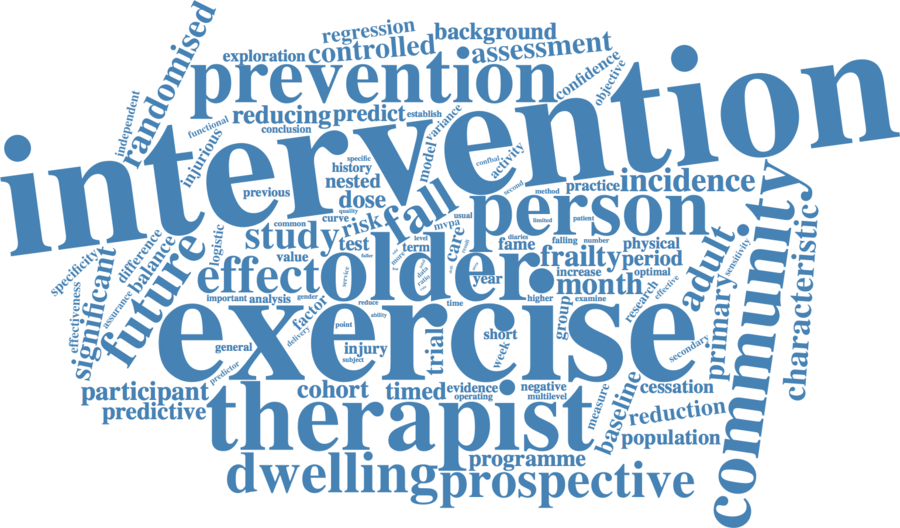 regression
background
exploration
controlled
assessment
randomised
prevention
confidence
objective
independent
functional
reducing
predict
establish
conclusion
variance
model
intervention
injurious
specific
history
confbal
activity
nested
previous
dose
second
method
practice
incidence
quality
curve
risk
fall
mvpa
usual
limited
patient
person
common
study
test
term
level
care
diaries
fame
falling
number
physical
logistic
value
fuller
more
frailty
period
specificity
difference
balance
future
effect
service
older
data
ratio
year
increase
optimal
month
adult
sensitivity
characteristic
community
significant
effectiveness
assurance
important
analysis
gender
factor
reduce
time
higher
examine
group
research
effective
delivery
point
ability
exercise
general
injury
subject
trial
short
week
secondary
primary
predictor
participant
cohort
timed
evidence
operating
negative
multilevel
measure
baseline
cessation
predictive
therapist
reduction
population
programme
dwelling
prospective